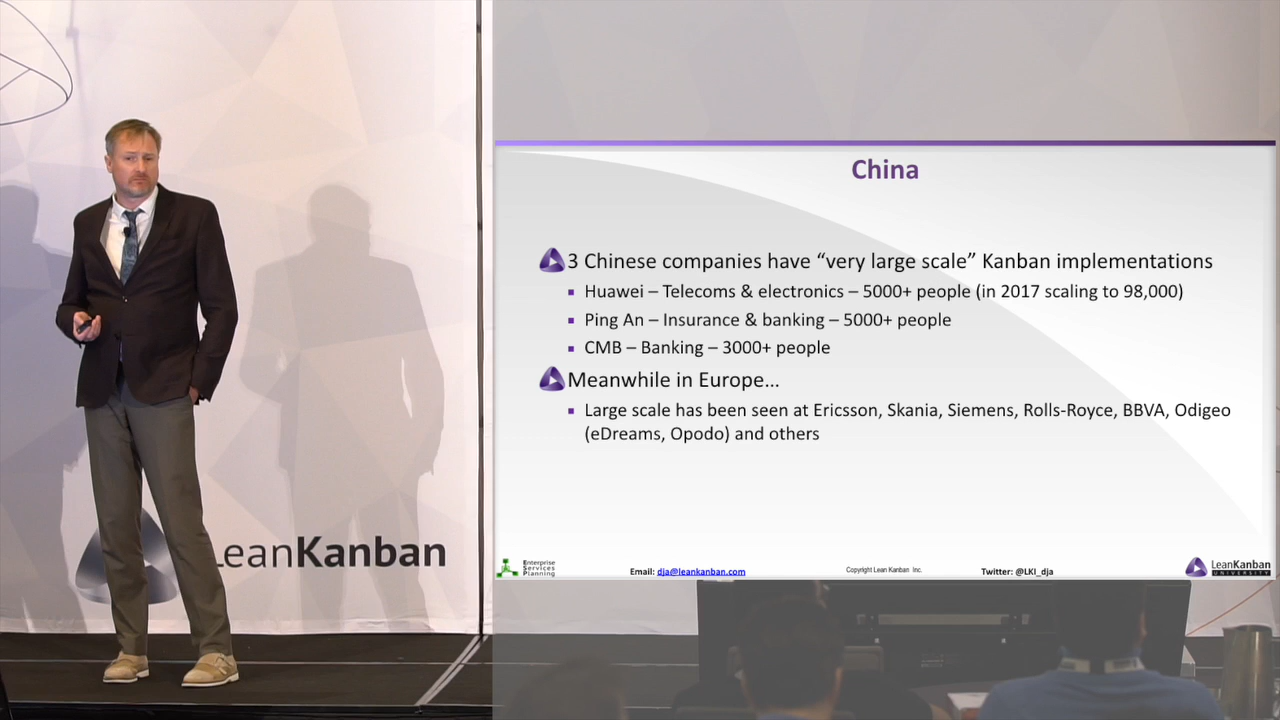 China
3 Chinese companies have “very large scale” Kanban implementations
Huawei – Telecoms & electronics – 5000+ people (in 2017 scaling to 98,000)
Ping An – Insurance & banking – 5000+ people
CMB – Banking – 3000+ people
Meanwhile in Europe...
Large scale has been seen at Ericsson, Skania, Siemens, Rolls-Royce, BBVA, Odigeo
(eDreams, Opodo) and others
LeanKanban
Enterprise
Services
Planning
Email: dja@leankanban.com
Copyright Lean Kanban Inc.
Twitter: @LKI_dja
LeanKanban
UNIVERSITY